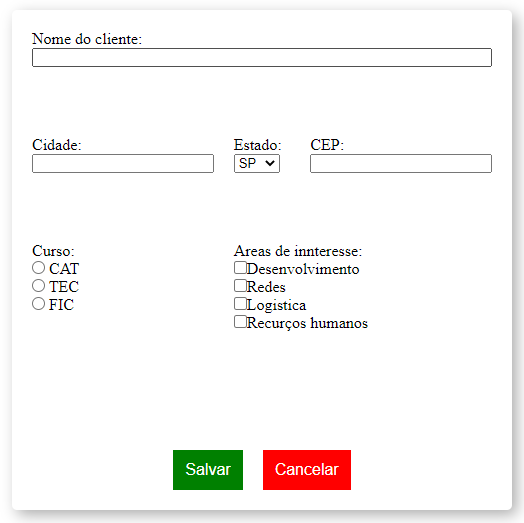 Nome do cliente:
Cidade: Estado: CEP:
SP
Curso: Areas de innteresse:
CAT Desenvolvimento
TEC Redes
FIC Logistica
Recurços humanos
Salvar Cancelar